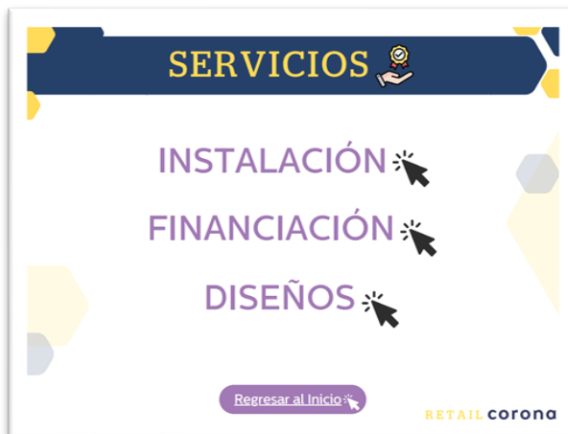 SERVICIOS
INSTALACIÓN
FINANCIACIÓN
DISEÑOS
Regresar al Inicio
RETAIL corona